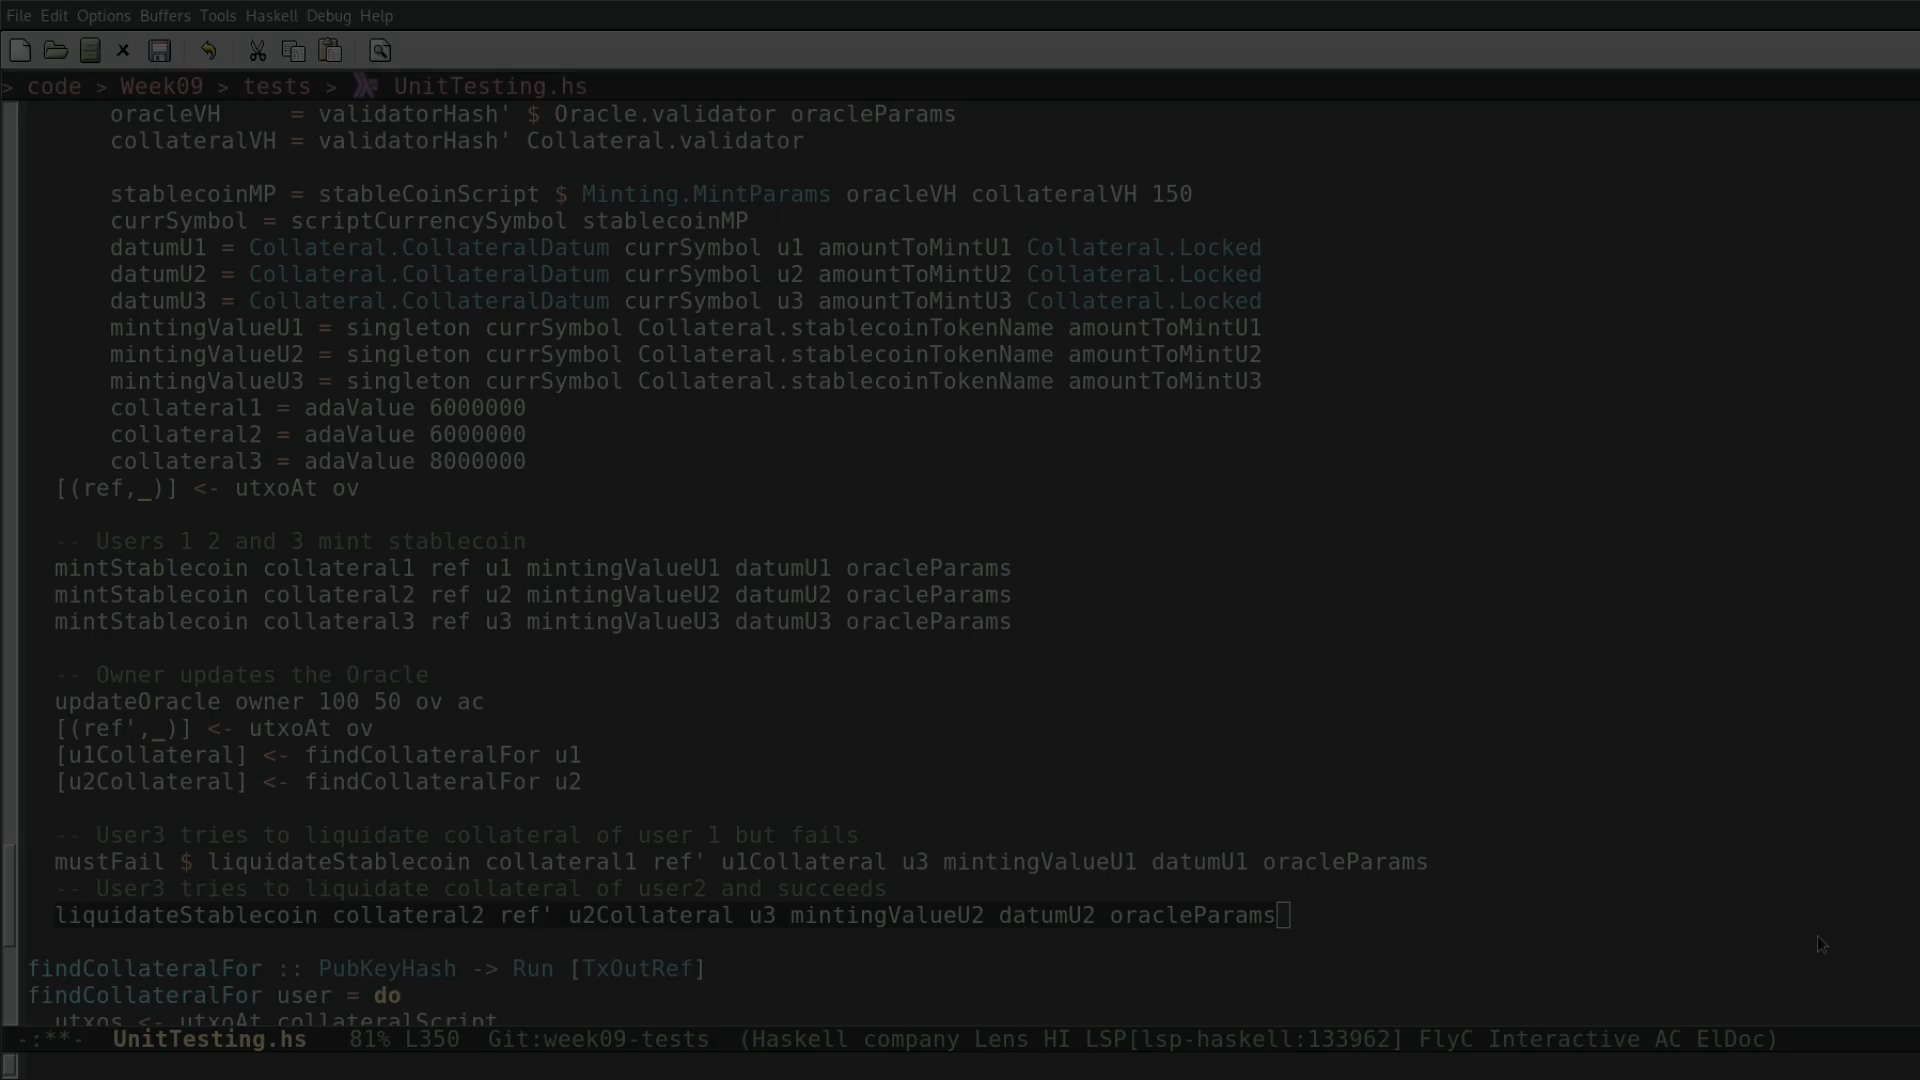 File Edit Options Buffers Tools Haskell Debug Help
> code > Week09 > tests > UnitTesting.hs
oracleVH     = validatorHash' $ Oracle.validator oracleParams
collateralVH = validatorHash' Collateral.validator
stablecoinMP = stableCoinScript $ Minting.MintParams oracleVH collateralVH 150
currSymbol = scriptCurrencySymbol stablecoinMP
datumU1 = Collateral.CollateralDatum currSymbol u1 amountToMintU1 Collateral.Locked
datumU2 = Collateral.CollateralDatum currSymbol u2 amountToMintU2 Collateral.Locked
datumU3 = Collateral.CollateralDatum currSymbol u3 amountToMintU3 Collateral.Locked
mintingValueU1 = singleton currSymbol Collateral.stablecoinTokenName amountToMintU1
mintingValueU2 = singleton currSymbol Collateral.stablecoinTokenName amountToMintU2
mintingValueU3 = singleton currSymbol Collateral.stablecoinTokenName amountToMintU3
collateral1 = adaValue 6000000
collateral2 = adaValue 6000000
collateral3 = adaValue 8000000
[(ref,_)] <- utxoAt ov
-- Users 1 2 and 3 mint stablecoin
mintStablecoin collateral1 ref u1 mintingValueU1 datumU1 oracleParams
mintStablecoin collateral2 ref u2 mintingValueU2 datumU2 oracleParams
mintStablecoin collateral3 ref u3 mintingValueU3 datumU3 oracleParams
-- Owner updates the Oracle
updateOracle owner 100 50 ov ac
[(ref',_)] <- utxoAt ov
[u1Collateral] <- findCollateralFor u1
[u2Collateral] <- findCollateralFor u2
-- User3 tries to liquidate collateral of user 1 but fails
mustFail $ liquidateStablecoin collateral1 ref' u1Collateral u3 mintingValueU1 datumU1 oracleParams
-- User3 tries to liquidate collateral of user2 and succeeds
liquidateStablecoin collateral2 ref' u2Collateral u3 mintingValueU2 datumU2 oracleParams
findCollateralFor :: PubKeyHash -> Run [TxOutRef]
findCollateralFor user = do
utxos <- utxoAt collateralScript
-:**-  UnitTesting.hs   81% L350  Git:week09-tests  (Haskell company Lens HI LSP[lsp-haskell:133962] FlyC Interactive AC ElDoc)